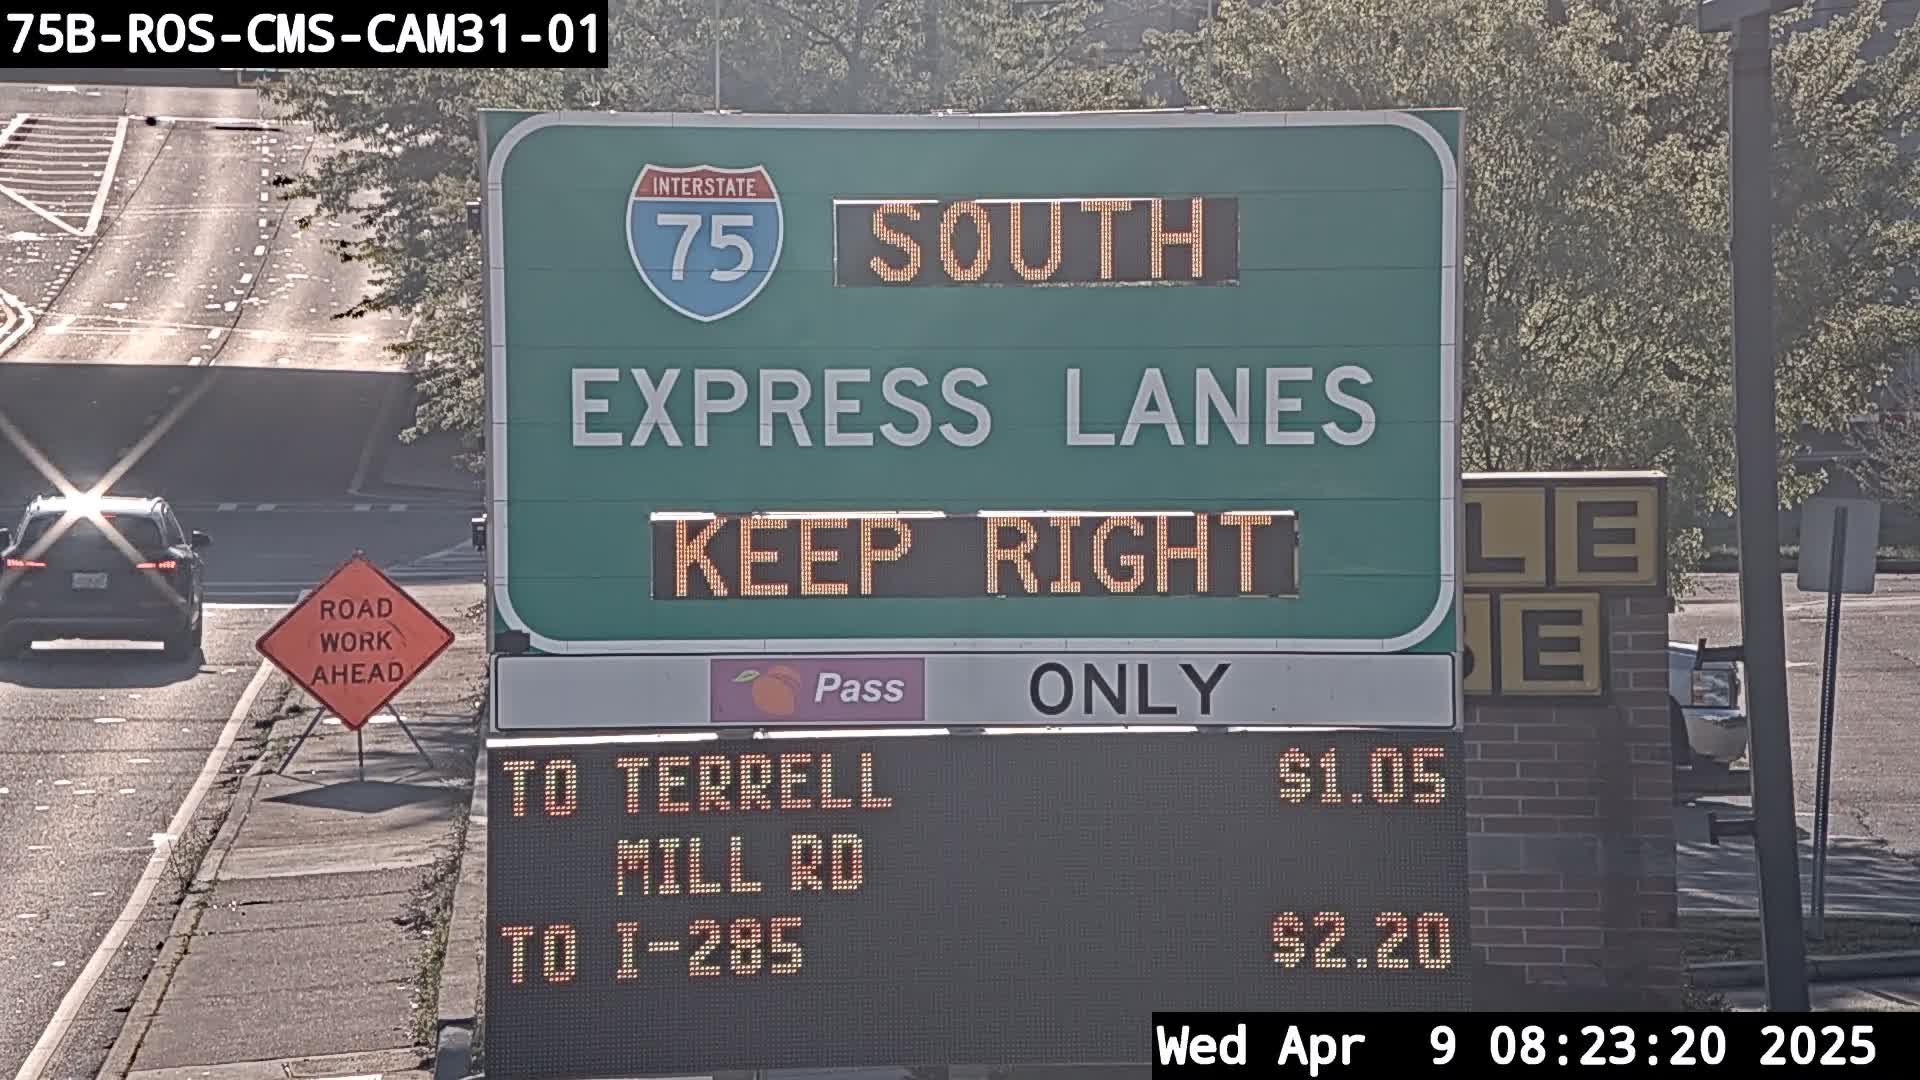 75B-ROS-CMS-CAM31-01
INTERSTATE
75
SOUTH
EXPRESS LANES
KEEP RIGHT
Pass ONLY
TO TERRELL $1.05
MILL RD
TO I-285 $2.20
ROAD
WORK
AHEAD
LE
E
Wed Apr 9 08:23:20 2025